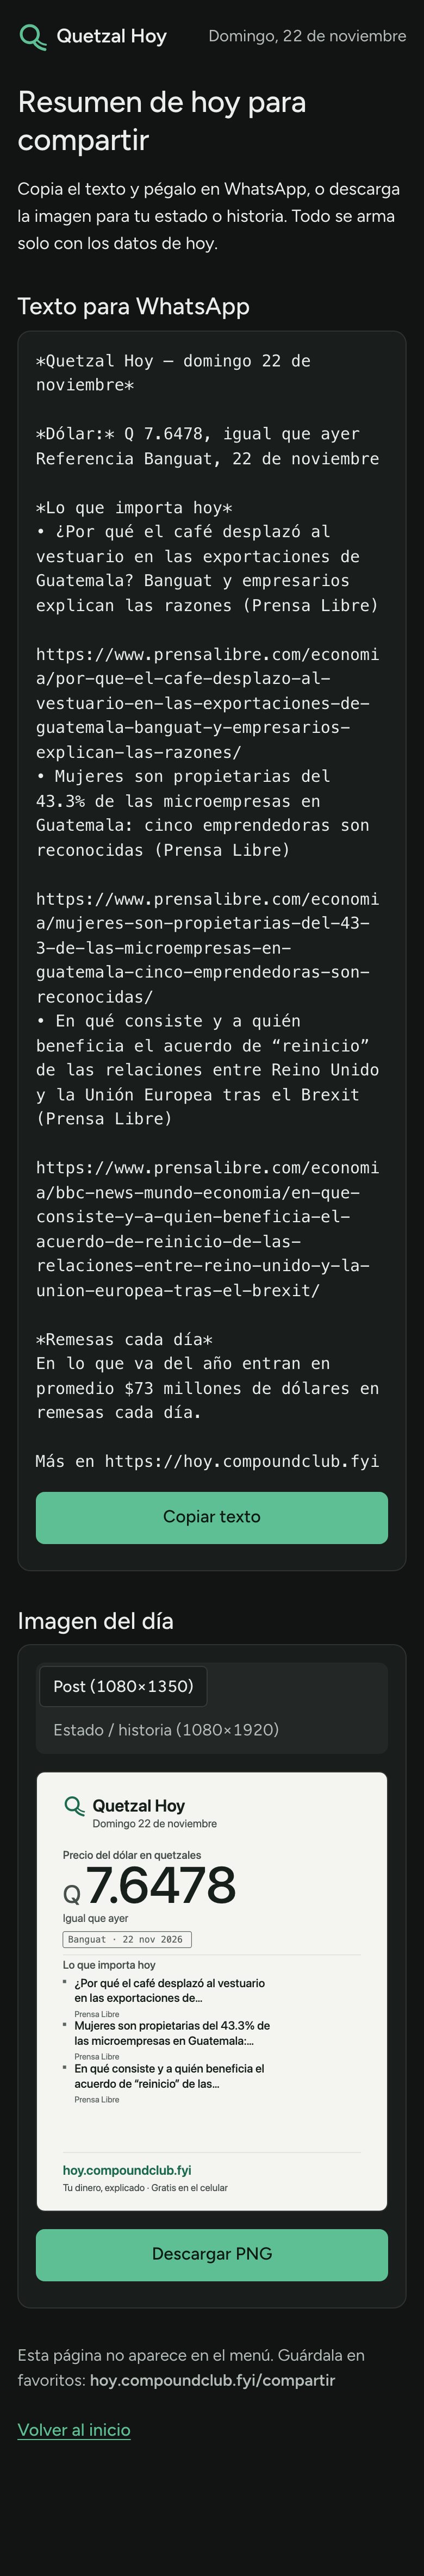 Quetzal Hoy
Domingo, 22 de noviembre
Resumen de hoy para
compartir
Copia el texto y pégalo en WhatsApp, o descarga
la imagen para tu estado o historia. Todo se arma
solo con los datos de hoy.
Texto para WhatsApp
*Quetzal Hoy — domingo 22 de
noviembre*
*Dólar:* Q 7.6478, igual que ayer
Referencia Banguat, 22 de noviembre
*Lo que importa hoy*
• ¿Por qué el café desplazó al
vestuario en las exportaciones de
Guatemala? Banguat y empresarios
explican las razones (Prensa Libre)
https://www.prensalibre.com/economi
a/por-que-el-cafe-desplazo-al-
vestuario-en-las-exportaciones-de-
guatemala-banguat-y-empresarios-
explican-las-razones/
• Mujeres son propietarias del
43.3% de las microempresas en
Guatemala: cinco emprendedoras son
reconocidas (Prensa Libre)
https://www.prensalibre.com/economi
a/mujeres-son-propietarias-del-43-
3-de-las-microempresas-en-
guatemala-cinco-emprendedoras-son-
reconocidas/
• En qué consiste y a quién
beneficia el acuerdo de “reinicio”
de las relaciones entre Reino Unido
y la Unión Europea tras el Brexit
(Prensa Libre)
https://www.prensalibre.com/economi
a/bbc-news-mundo-economia/en-que-
consiste-y-a-quien-beneficia-el-
acuerdo-de-reinicio-de-las-
relaciones-entre-reino-unido-y-la-
union-europea-tras-el-brexit/
*Remesas cada día*
En lo que va del año entran en
promedio $73 millones de dólares en
remesas cada día.
Más en https://hoy.compoundclub.fyi
Copiar texto
Imagen del día
Post (1080×1350)
Estado / historia (1080×1920)
Quetzal Hoy
Domingo 22 de noviembre
Precio del dólar en quetzales
Q 7.6478
Igual que ayer
Banguat · 22 nov 2026
Lo que importa hoy
¿Por qué el café desplazó al vestuario
en las exportaciones de...
Prensa Libre
Mujeres son propietarias del 43.3% de
las microempresas en Guatemala:...
Prensa Libre
En qué consiste y a quién beneficia el
acuerdo de “reinicio” de las...
Prensa Libre
hoy.compoundclub.fyi
Tu dinero, explicado · Gratis en el celular
Descargar PNG
Esta página no aparece en el menú. Guárdala en
favoritos: hoy.compoundclub.fyi/compartir
Volver al inicio